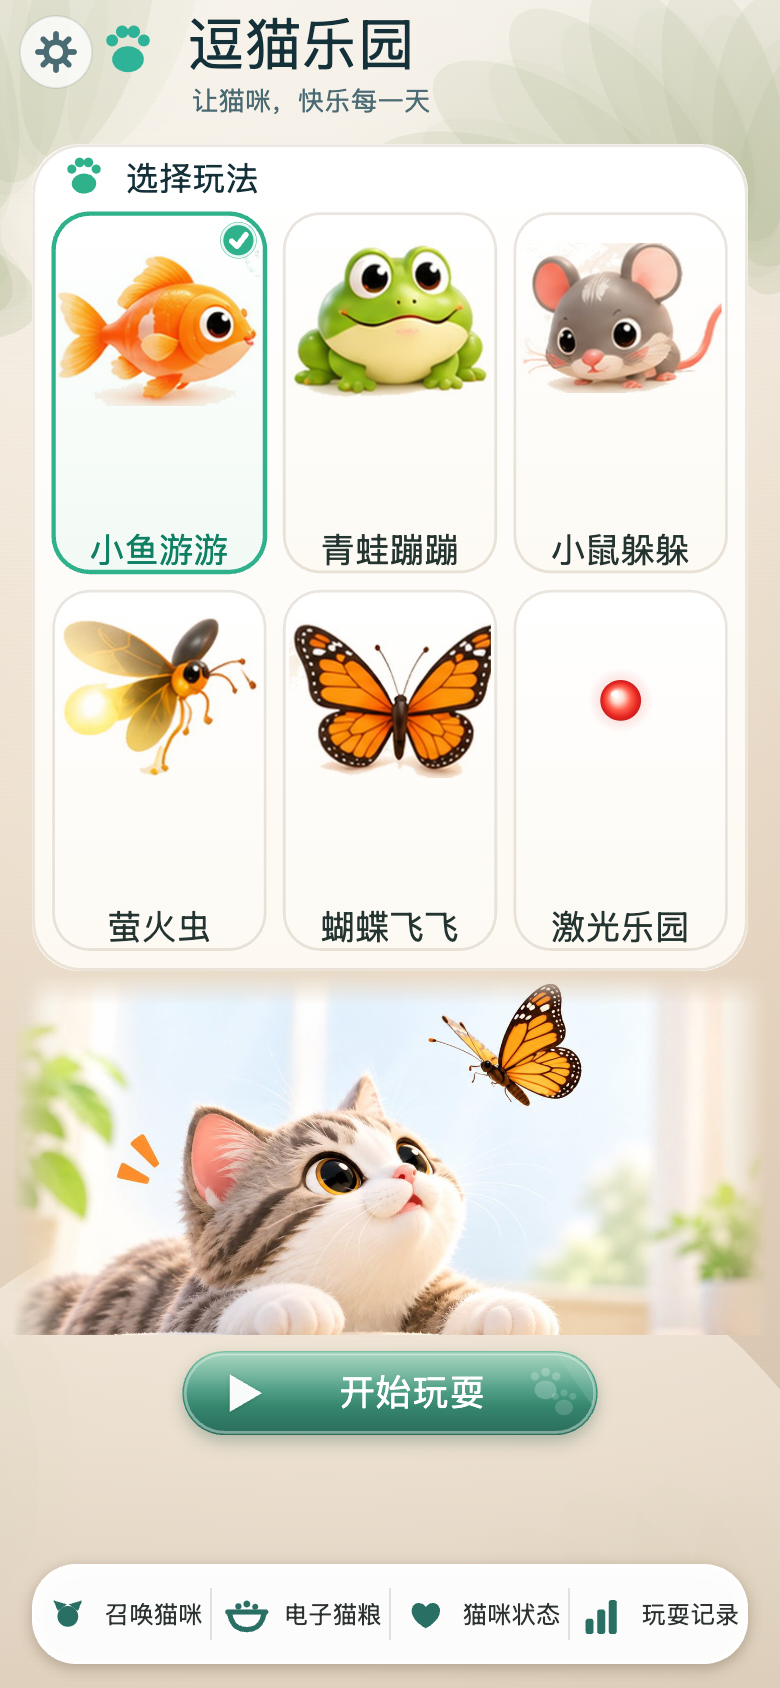 逗猫乐园
让猫咪，快乐每一天
选择玩法
小鱼游游
青蛙蹦蹦
小鼠躲躲
萤火虫
蝴蝶飞飞
激光乐园
开始玩耍
召唤猫咪
电子猫粮
猫咪状态
玩耍记录